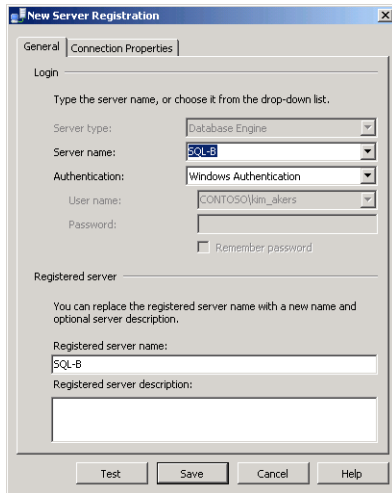 New Server Registration
General Connection Properties
Login
Type the server name, or choose it from the drop-down list.
Server type: Database Engine
Server name: SQL-B
Authentication: Windows Authentication
User name: CONTOSO\kim_akers
Password:
Remember password
Registered server
You can replace the registered server name with a new name and
optional server description.
Registered server name:
SQL-B
Registered server description:
Test Save Cancel Help